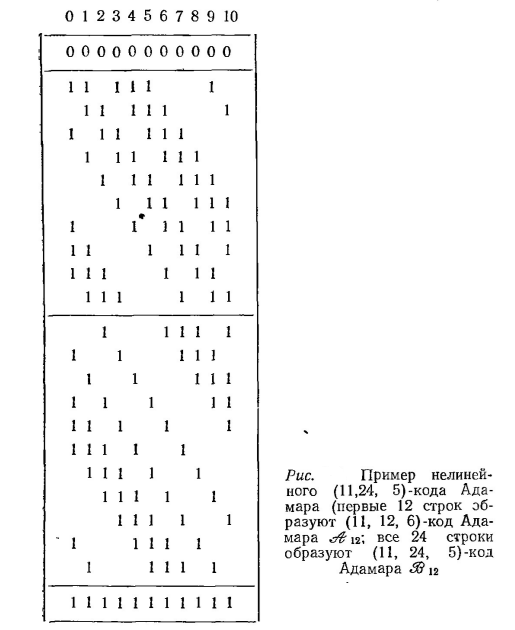 0 1 2 3 4 5 6 7 8 9 10
0 0 0 0 0 0 0 0 0 0 0
1 1 1 1 1 1
1 1 1 1 1 1
1 1 1 1 1 1
1 1 1 1 1 1
1 1 1 1 1 1
1 1 1 1 1 1
1 1 1 1 1 1
1 1 1 1 1 1
1 1 1 1 1 1
1 1 1 1 1 1
1 1 1 1 1
1 1 1 1 1
1 1 1 1 1
1 1 1 1 1
1 1 1 1 1
1 1 1 1 1
1 1 1 1 1
1 1 1 1 1
1 1 1 1 1
1 1 1 1 1
1 1 1 1 1
1 1 1 1 1 1 1 1 1 1 1
Рис. Пример нелиней-
ного (11,24, 5)-кода Ада-
мара (первые 12 строк об-
разуют (11, 12, 6)-код Ада-
мара 𝒜 12; все 24 строки
образуют (11, 24, 5)-код
Адамара ℬ 12